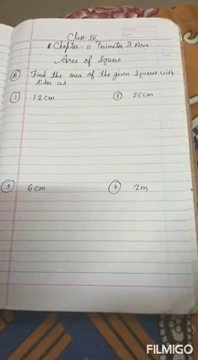 Class-IV
Chapter-11 Perimeter & Area
Area of Square
Find the area of the given squares with
sides as
① 12cm ② 25cm
③ 6cm ④ 2m
FILMIGO